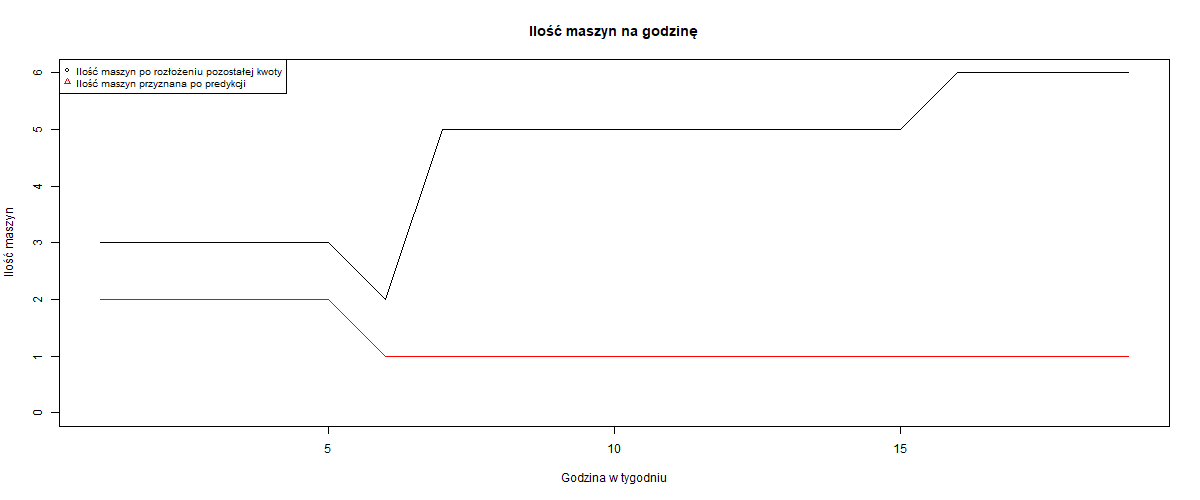 Ilość maszyn na godzinę
Ilość maszyn po rozłożeniu pozostałej kwoty
Ilość maszyn przyznana po predykcji
Ilość maszyn
6
5
4
3
2
1
0
5 10 15
Godzina w tygodniu